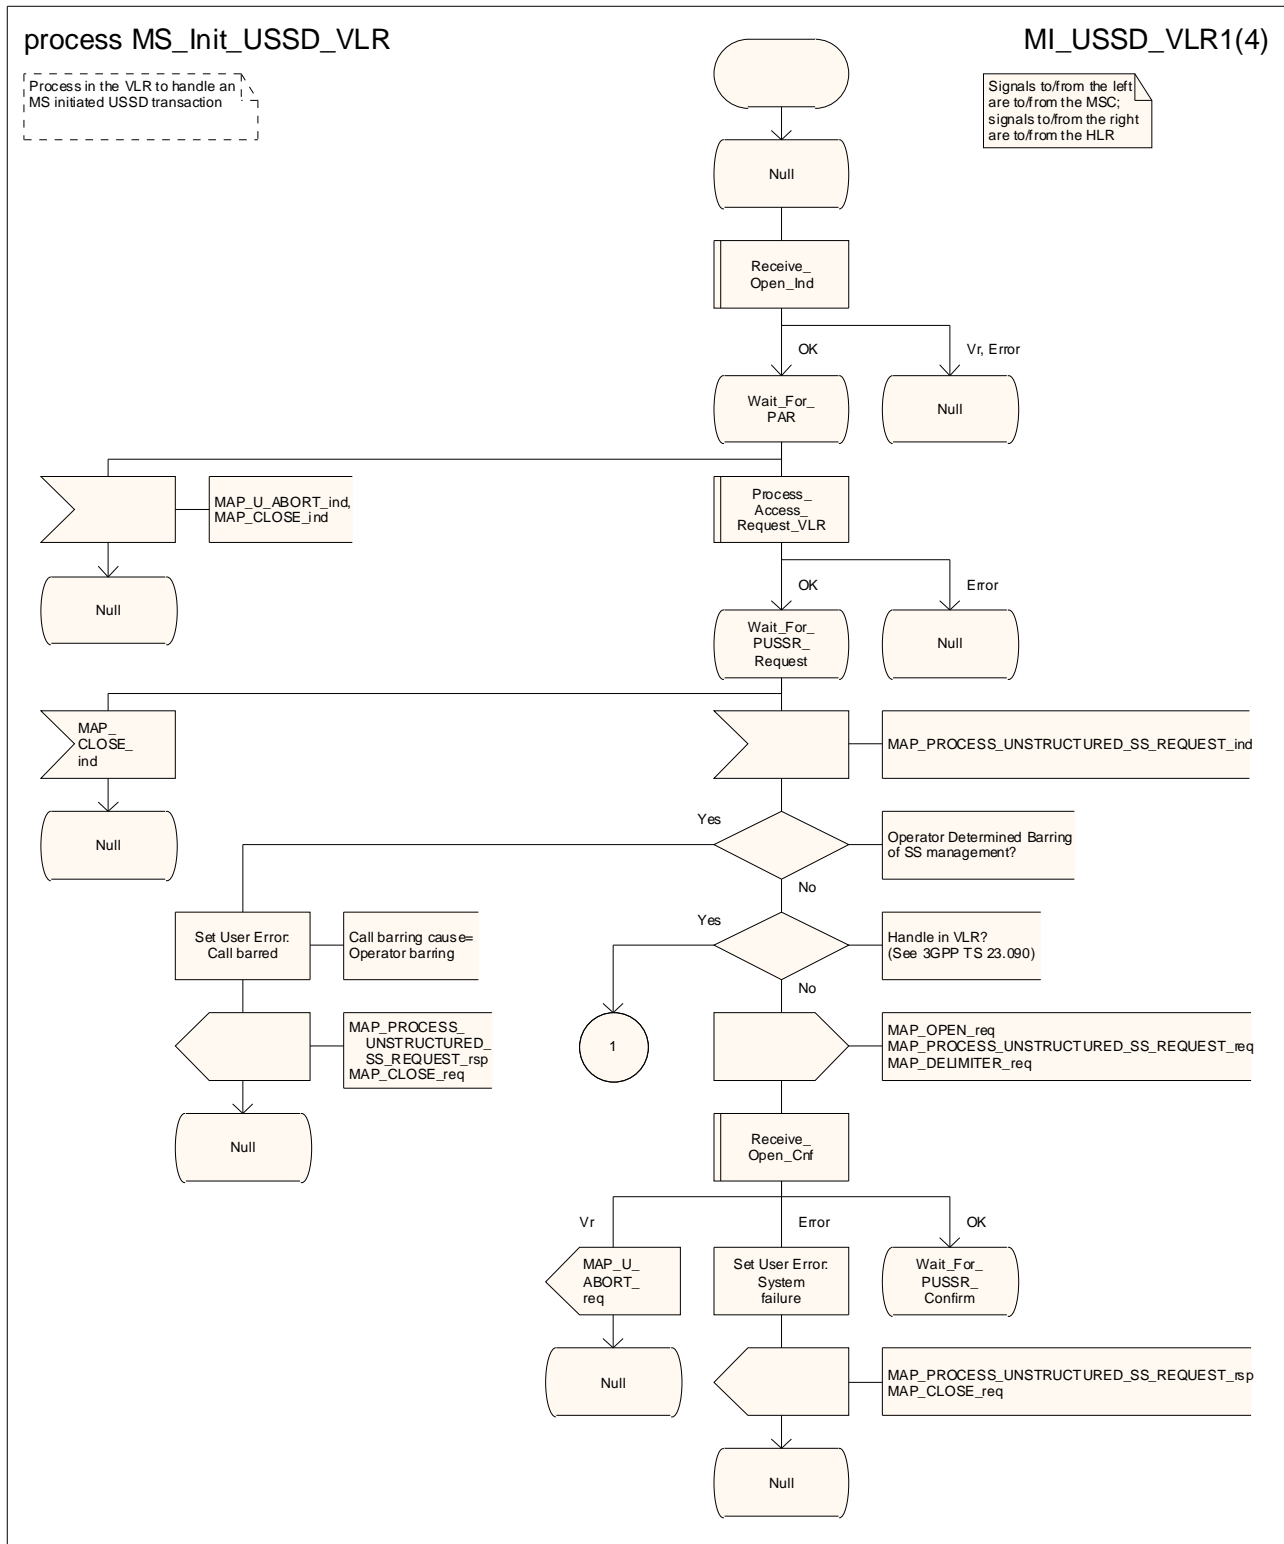 process MS_Init_USSD_VLR
MI_USSD_VLR1(4)
Process in the VLR to handle an
MS initiated USSD transaction
Signals to/from the left
are to/from the MSC;
signals to/from the right
are to/from the HLR
Null
Receive_
Open_Ind
OK
Vr, Error
Wait_For_
PAR
Null
MAP_U_ABORT_ind,
MAP_CLOSE_ind
Process_
Access_
Request_VLR
OK
Error
Null
Wait_For_
PUSSR_
Request
Null
MAP_
CLOSE_
ind
MAP_PROCESS_UNSTRUCTURED_SS_REQUEST_ind
Null
Yes
Operator Determined Barring
of SS management?
No
Set User Error:
Call barred
Call barring cause=
Operator barring
Yes
Handle in VLR?
(See 3GPP TS 23.090)
No
MAP_PROCESS_
UNSTRUCTURED_
SS_REQUEST_rsp
MAP_CLOSE_req
1
MAP_OPEN_req
MAP_PROCESS_UNSTRUCTURED_SS_REQUEST_req
MAP_DELIMITER_req
Null
Receive_
Open_Cnf
Vr
Error
OK
MAP_U_
ABORT_
req
Set User Error:
System
failure
Wait_For_
PUSSR_
Confirm
Null
MAP_PROCESS_UNSTRUCTURED_SS_REQUEST_rsp
MAP_CLOSE_req
Null